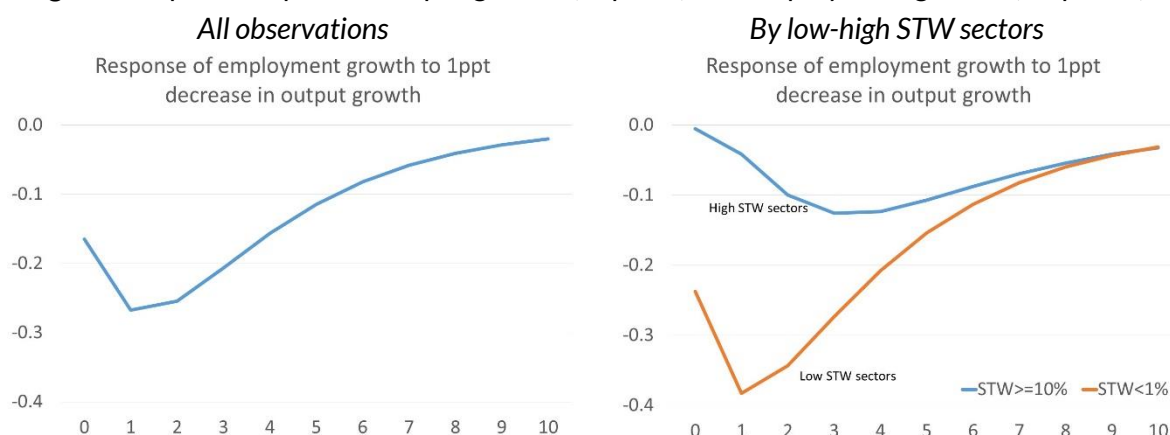 All observations
Response of employment growth to 1ppt
decrease in output growth
0.0
-0.1
-0.2
-0.3
-0.4
0 1 2 3 4 5 6 7 8 9 10
By low-high STW sectors
Response of employment growth to 1ppt
decrease in output growth
0.0
-0.1
High STW sectors
-0.2
-0.3
Low STW sectors
STW>=10% STW<1%
-0.4
0 1 2 3 4 5 6 7 8 9 10